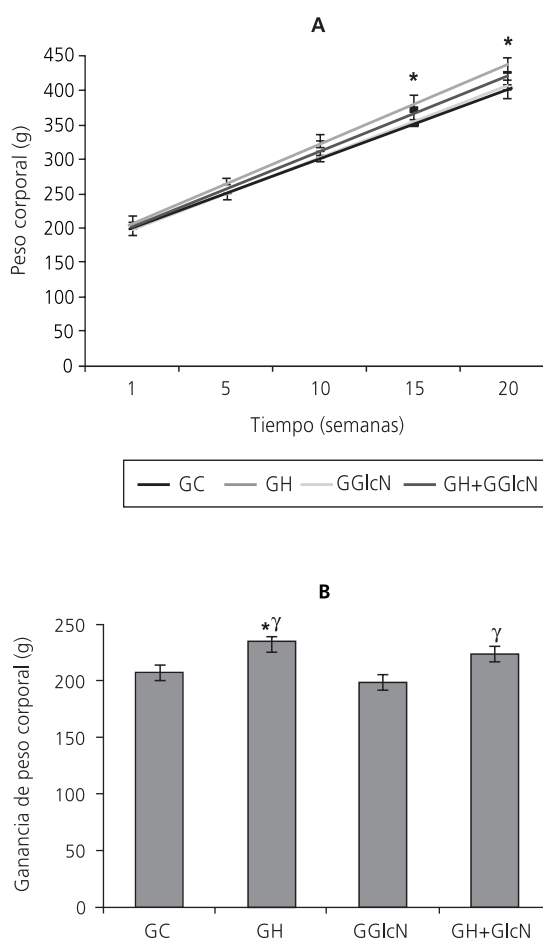 A
Peso corporal (g)
450
400
350
300
250
200
150
100
50
0
*
*
1 5 10 15 20
Tiempo (semanas)
GC GH GGlcN GH+GGlcN
B
Ganancia de peso corporal (g)
250
200
150
100
50
0
*γ
γ
GC GH GGlcN GH+GlcN